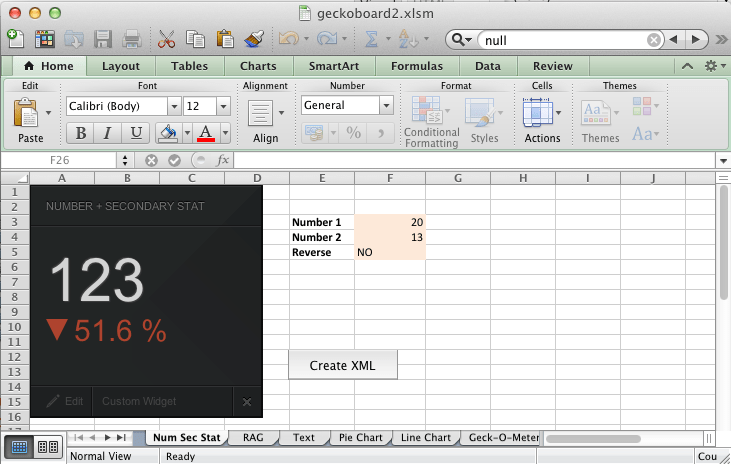 geckoboard2.xlsm
null
Home Layout Tables Charts SmartArt Formulas Data Review
Edit Font Alignment Number Format Cells Themes
Calibri (Body) 12 General
B I U A % ,
Paste Align Conditional Formatting Styles Actions Themes
Aa Aa
F26 fx
A B C D E F G H I J
1
2
NUMBER + SECONDARY STAT
3 Number 1 20
4 Number 2 13
5 Reverse NO
6
7
123
8
9
10
51.6 %
11
12
Create XML
13
14
15
Edit Custom Widget
16
17
Num Sec Stat RAG Text Pie Chart Line Chart Geck-O-Meter
Normal View Ready Cou